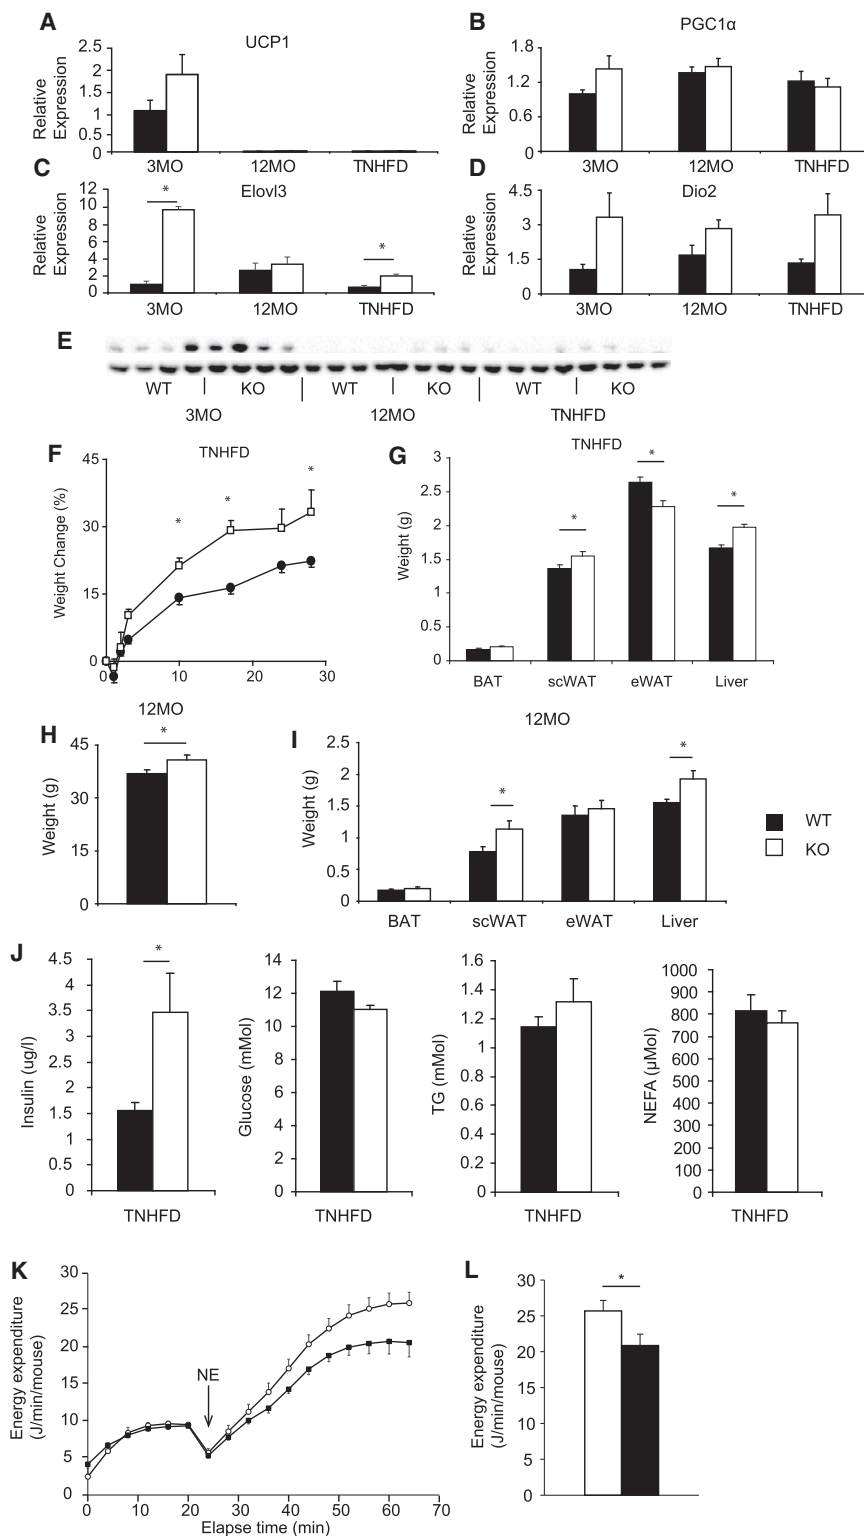 A
UCP1
Relative
Expression
2.5
2
1.5
1
0.5
0
3MO 12MO TNHFD
B
PGC1α
Relative
Expression
1.8
1.2
0.6
0
3MO 12MO TNHFD
C
Elovl3
Relative
Expression
12
10
8
6
4
2
0
* *
3MO 12MO TNHFD
D
Dio2
Relative
Expression
4.5
3
1.5
0
3MO 12MO TNHFD
E
WT | KO | WT | KO | WT | KO
3MO 12MO TNHFD
F
TNHFD
Weight Change (%)
45
30
15
0
* * *
0 10 20 30
G
TNHFD
Weight (g)
3
2.5
2
1.5
1
0.5
0
* * *
BAT scWAT eWAT Liver
H
12MO
Weight (g)
45
30
15
0
*
I
12MO
Weight (g)
2.5
2
1.5
1
0.5
0
* *
BAT scWAT eWAT Liver
WT
KO
J
Insulin (ug/l)
4.5
4
3.5
3
2.5
2
1.5
1
0.5
0
*
TNHFD
Glucose (mMol)
14
12
10
8
6
4
2
0
TNHFD
TG (mMol)
1.6
1.4
1.2
1
0.8
0.6
0.4
0.2
0
TNHFD
NEFA (µMol)
1000
900
800
700
600
500
400
300
200
100
0
TNHFD
K
Energy expenditure
(J/min/mouse)
30
25
20
15
10
5
0
NE
0 10 20 30 40 50 60 70
Elapse time (min)
L
Energy expenditure
(J/min/mouse)
30
25
20
15
10
5
0
*